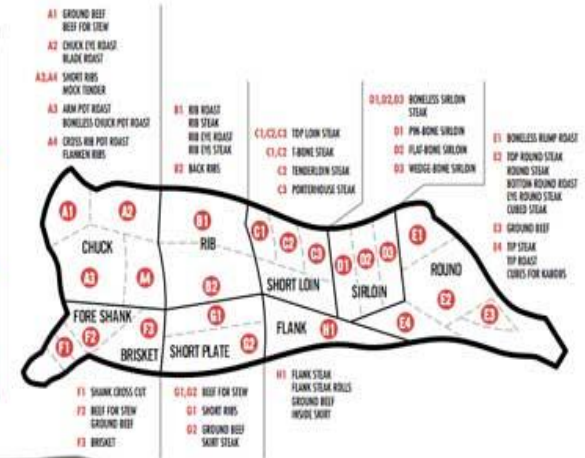 A1 GROUND BEEF
BEEF FOR STEW
A2 CHUCK EYE ROAST
BLADE ROAST
A3,A4 SHORT RIBS
MOCK TENDER
A3 ARM POT ROAST
BONELESS CHUCK POT ROAST
A4 CROSS RIB POT ROAST
FLANKEN RIBS
B1 RIB ROAST
RIB STEAK
RIB EYE ROAST
RIB EYE STEAK
B2 BACK RIBS
C1,C2,C3 TOP LOIN STEAK
C1,C2 T-BONE STEAK
C2 TENDERLOIN STEAK
C3 PORTERHOUSE STEAK
D1,D2,D3 BONELESS SIRLOIN
STEAK
D1 PIN-BONE SIRLOIN
D2 FLAT-BONE SIRLOIN
D3 WEDGE-BONE SIRLOIN
E1 BONELESS RUMP ROAST
E2 TOP ROUND STEAK
ROUND STEAK
BOTTOM ROUND ROAST
EYE ROUND STEAK
CUBED STEAK
E3 GROUND BEEF
E4 TIP STEAK
TIP ROAST
CUBES FOR KABOBS
A1
A2
CHUCK
A3
A4
B1
RIB
B2
C1
C2
C3
SHORT LOIN
D1
D2
D3
SIRLOIN
E1
ROUND
E2
E3
E4
FORE SHANK
F1
F2
F3
BRISKET
G1
SHORT PLATE
G2
FLANK
H1
F1 SHANK CROSS CUT
F2 BEEF FOR STEW
GROUND BEEF
F3 BRISKET
G1,G2 BEEF FOR STEW
G1 SHORT RIBS
G2 GROUND BEEF
SKIRT STEAK
H1 FLANK STEAK
FLANK STEAK ROLLS
GROUND BEEF
INSIDE SKIRT